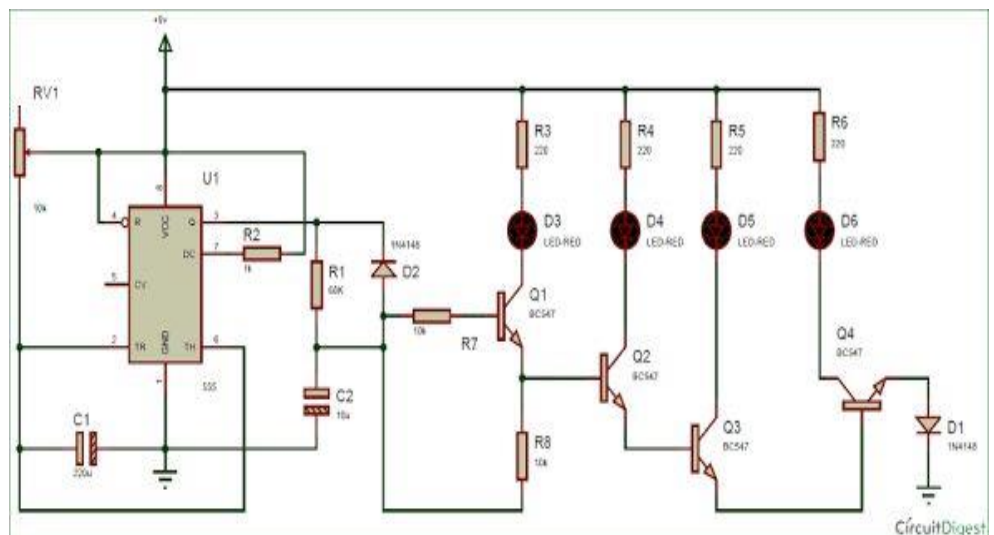 +9v
RV1
10k
U1
4
R
8
VCC
Q
3
DC
7
5
CV
2
TR
GND
1
TH
6
555
R2
1k
R1
68K
1N4148
D2
C1
220u
C2
10u
10k
R7
R8
10k
R3
220
R4
220
R5
220
R6
220
D3
LED-RED
D4
LED-RED
D5
LED-RED
D6
LED-RED
Q1
BC547
Q2
BC547
Q3
BC547
Q4
BC547
D1
1N4148
CírcuitDigest